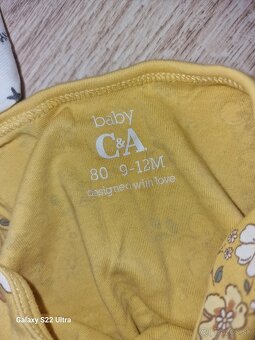 baby
C&A
80 9-12M
designed with love
Galaxy S22 Ultra